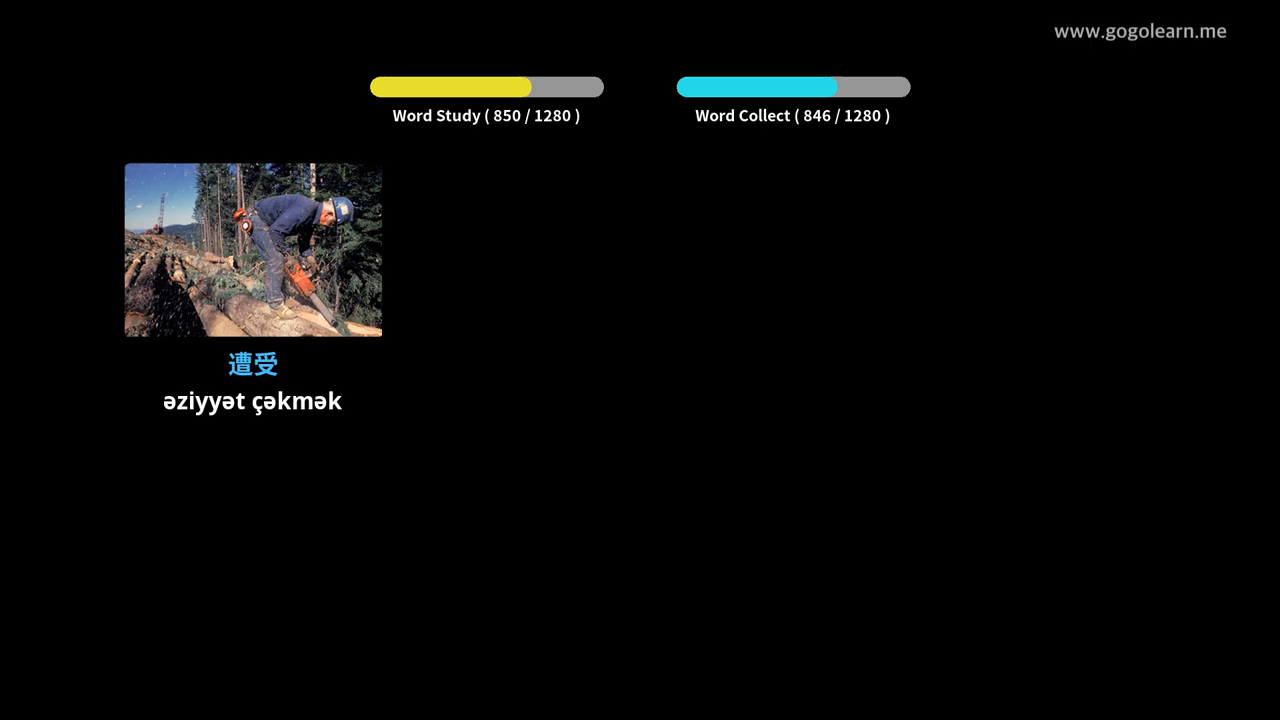 www.gogolearn.me
Word Study ( 850 / 1280 )
Word Collect ( 846 / 1280 )
遭受
əziyyət çəkmək